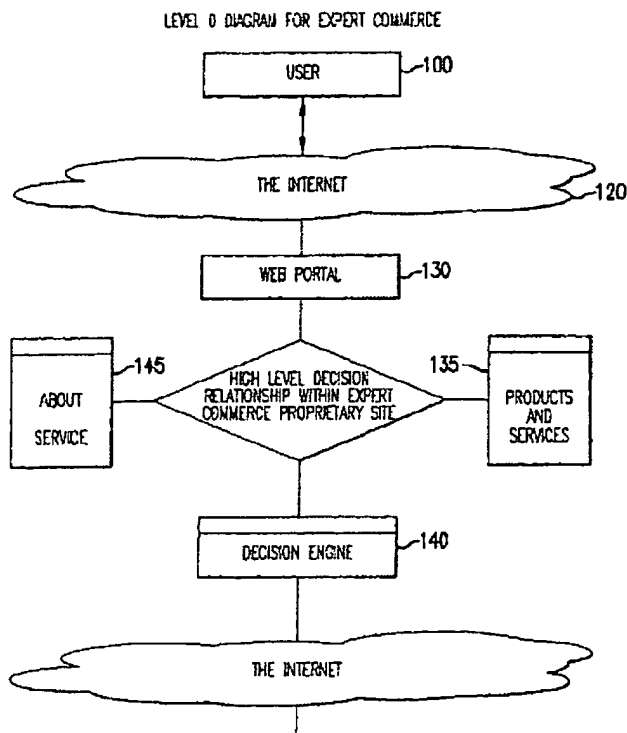 LEVEL 0 DIAGRAM FOR EXPERT COMMERCE
USER
100
THE INTERNET
120
WEB PORTAL
130
145
ABOUT
SERVICE
HIGH LEVEL DECISION
RELATIONSHIP WITHIN EXPERT
COMMERCE PROPRIETARY SITE
135
PRODUCTS
AND
SERVICES
DECISION ENGINE
140
THE INTERNET